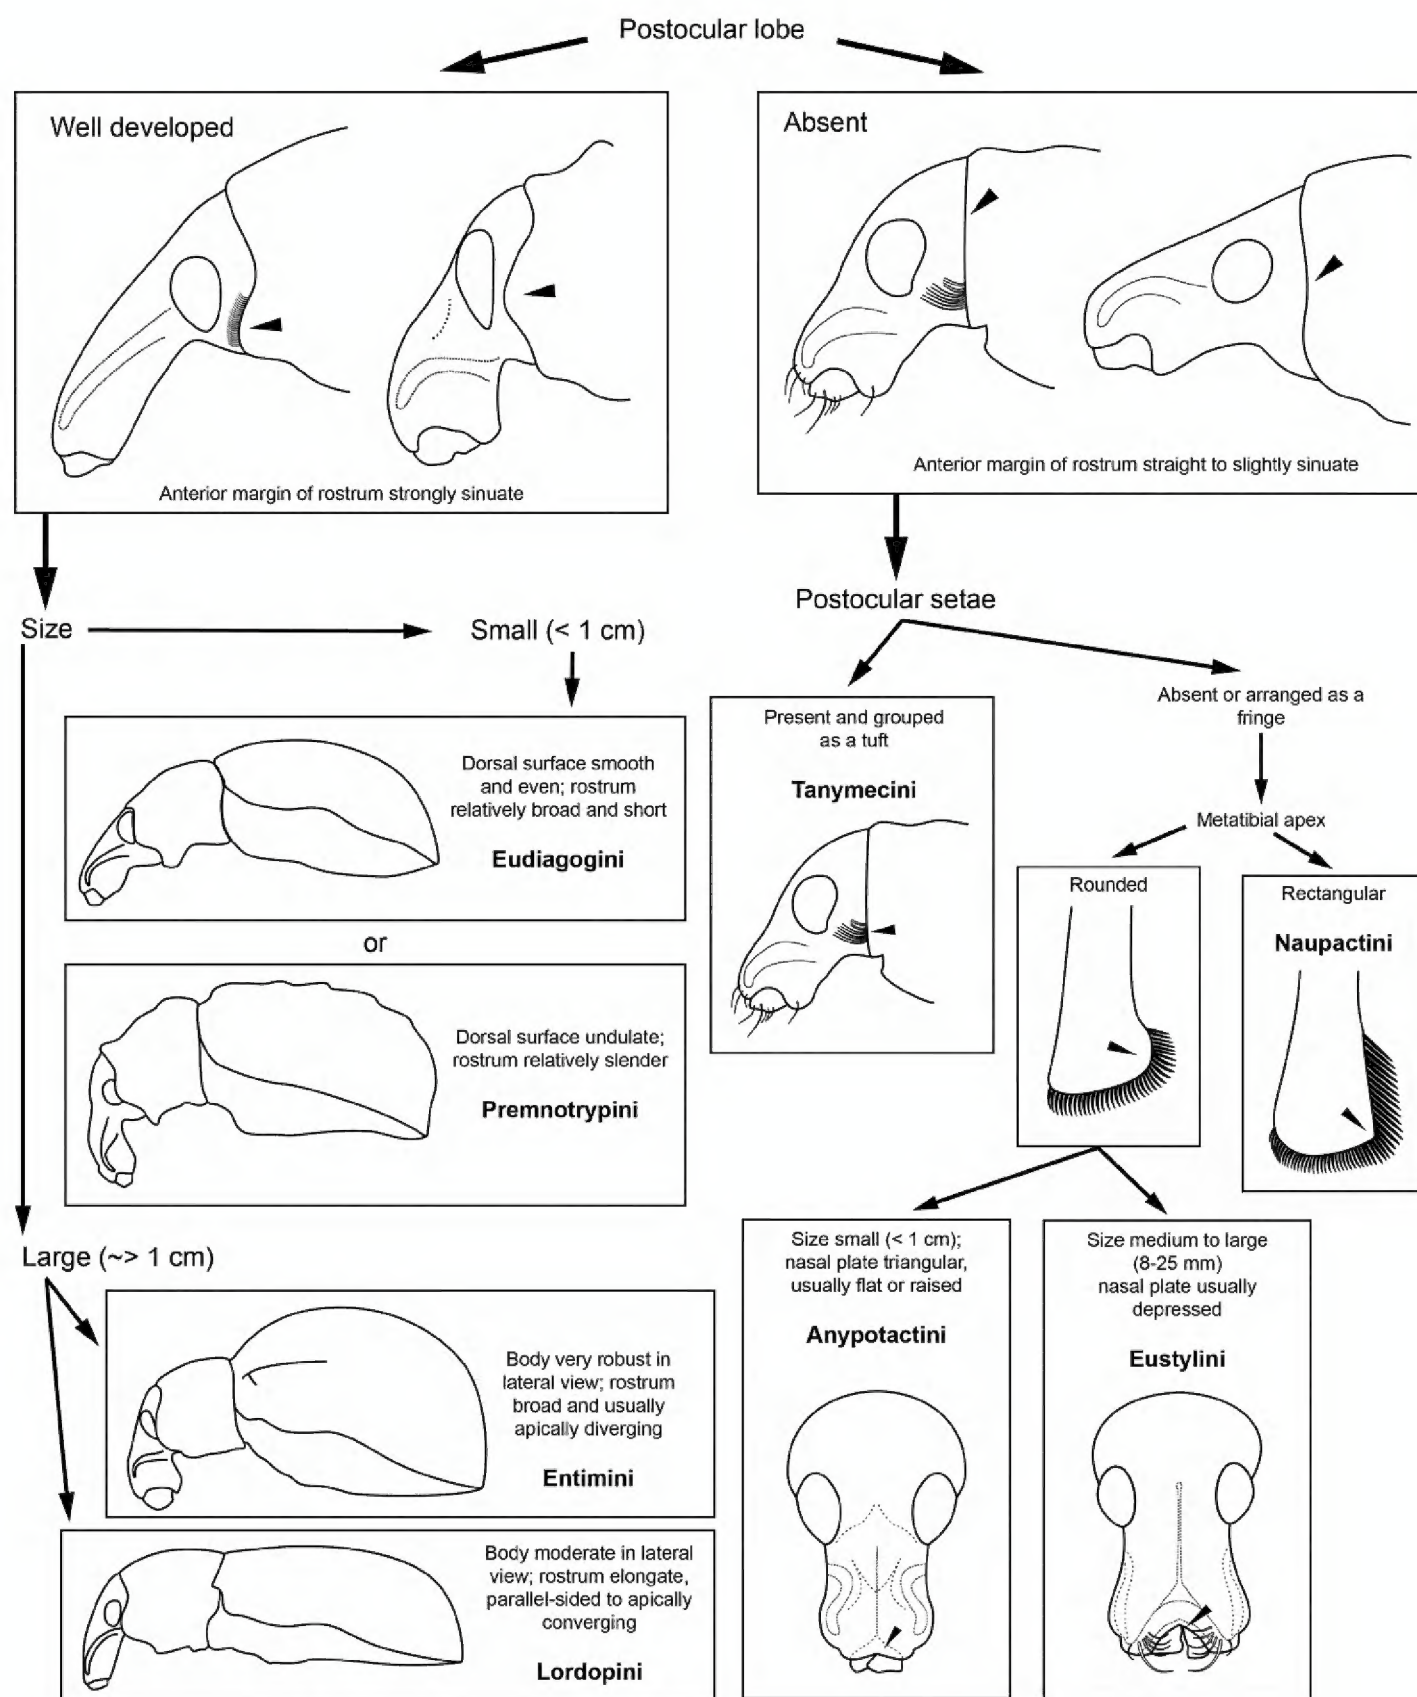 Postocular lobe
Well developed
Anterior margin of rostrum strongly sinuate
Absent
Anterior margin of rostrum straight to slightly sinuate
Size
Small (< 1 cm)
Dorsal surface smooth
and even; rostrum
relatively broad and short
Eudiagogini
or
Dorsal surface undulate;
rostrum relatively slender
Premnotrypini
Large (~> 1 cm)
Body very robust in
lateral view; rostrum
broad and usually
apically diverging
Entimini
Body moderate in lateral
view; rostrum elongate,
parallel-sided to apically
converging
Lordopini
Postocular setae
Present and grouped
as a tuft
Tanymecini
Absent or arranged as a
fringe
Metatibial apex
Rounded
Rectangular
Naupactini
Size small (< 1 cm);
nasal plate triangular,
usually flat or raised
Anypotactini
Size medium to large
(8-25 mm)
nasal plate usually
depressed
Eustylini